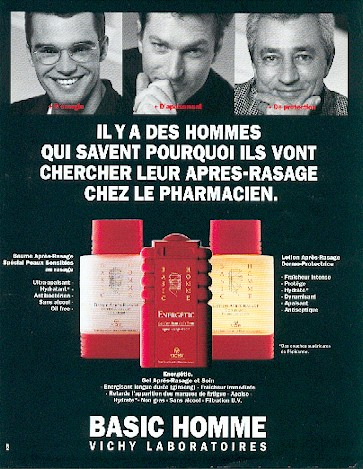 + D'énergie
+ D'apaisement
+ De protection
IL Y A DES HOMMES
QUI SAVENT POURQUOI ILS VONT
CHERCHER LEUR APRES-RASAGE
CHEZ LE PHARMACIEN.
Baume Après-Rasage
Spécial Peaux Sensibles
au rasage
Ultra-apaisant -
Hydratant* -
Antibactérien -
Sans alcool -
Oil free -
BASIC HOMME
ENERGETIC
VICHY
Lotion Après-Rasage
Dermo-Protectrice
- Fraîcheur intense
- Protège
- Hydrate*
- Dynamisant
- Apaisant
- Antiseptique
*Des couches supérieures
de l'épiderme.
Energétic.
Gel Après-Rasage et Soin
- Energisant longue durée (ginseng) - Fraîcheur immédiate
- Retarde l'apparition des marques de fatigue - Apaise -
Hydrate* - Non gras - Sans alcool - Filtration U.V.
BASIC HOMME
VICHY LABORATOIRES